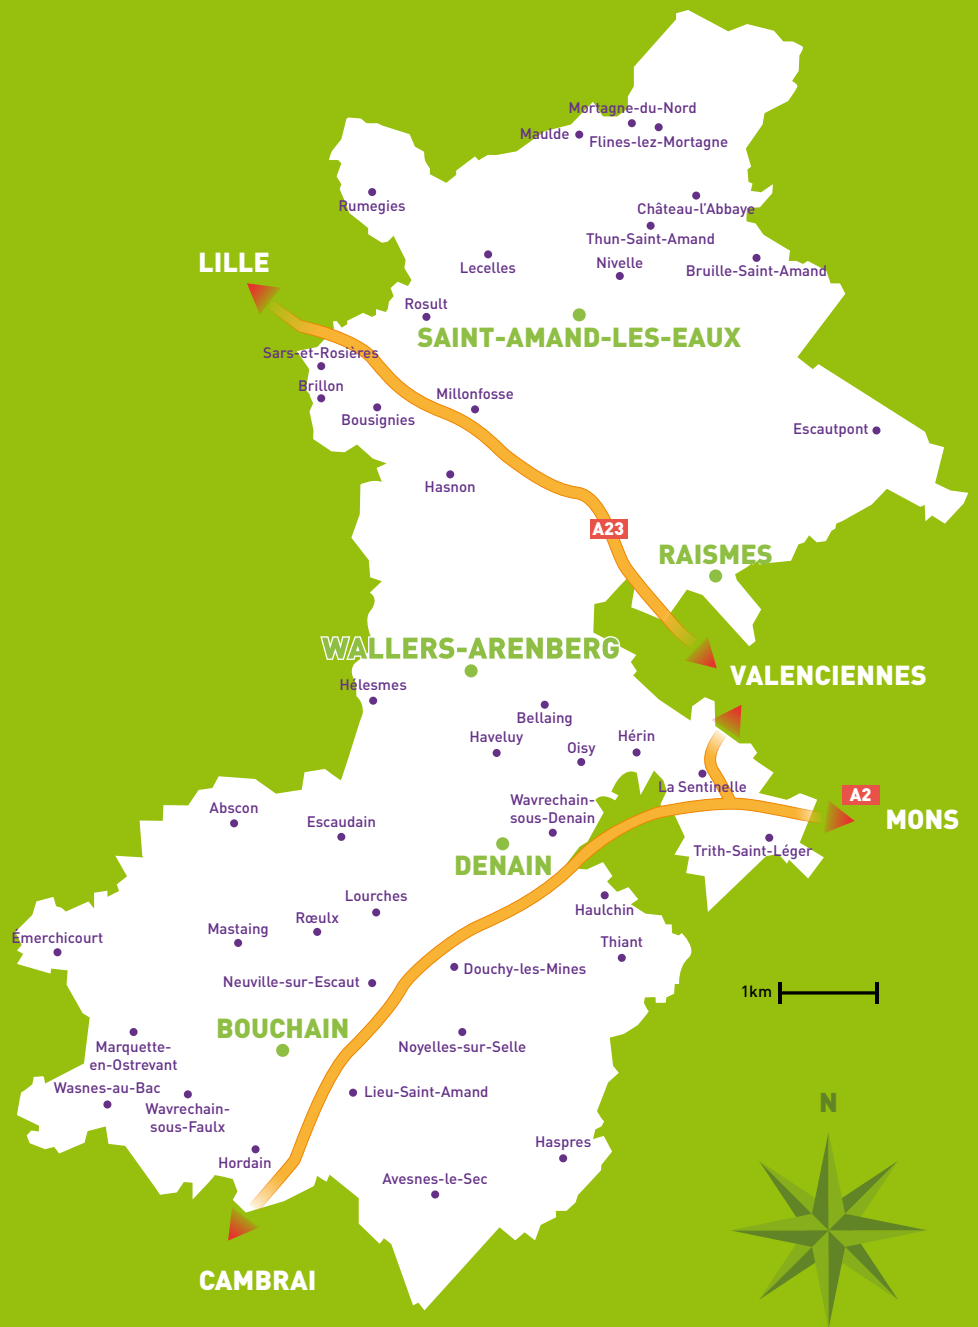 Mortagne-du-Nord
Maulde
Flines-lez-Mortagne
Rumegies
Château-l'Abbaye
Thun-Saint-Amand
LILLE
Lecelles
Nivelle
Bruille-Saint-Amand
Rosult
SAINT-AMAND-LES-EAUX
Sars-et-Rosières
Brillon
Millonfosse
Bousignies
Escautpont
Hasnon
A23
RAISMES
WALLERS-ARENBERG
VALENCIENNES
Hélesmes
Bellaing
Haveluy
Oisy
Hérin
La Sentinelle
A2
Abscon
Escaudain
Wavrechain-
sous-Denain
MONS
DENAIN
Trith-Saint-Léger
Lourches
Haulchin
Rœulx
Mastaing
Émerchicourt
Thiant
Neuville-sur-Escaut
Douchy-les-Mines
1km
BOUCHAIN
Marquette-
en-Ostrevant
Noyelles-sur-Selle
Wasnes-au-Bac
Lieu-Saint-Amand
Wavrechain-
sous-Faulx
N
Hordain
Haspres
Avesnes-le-Sec
CAMBRAI